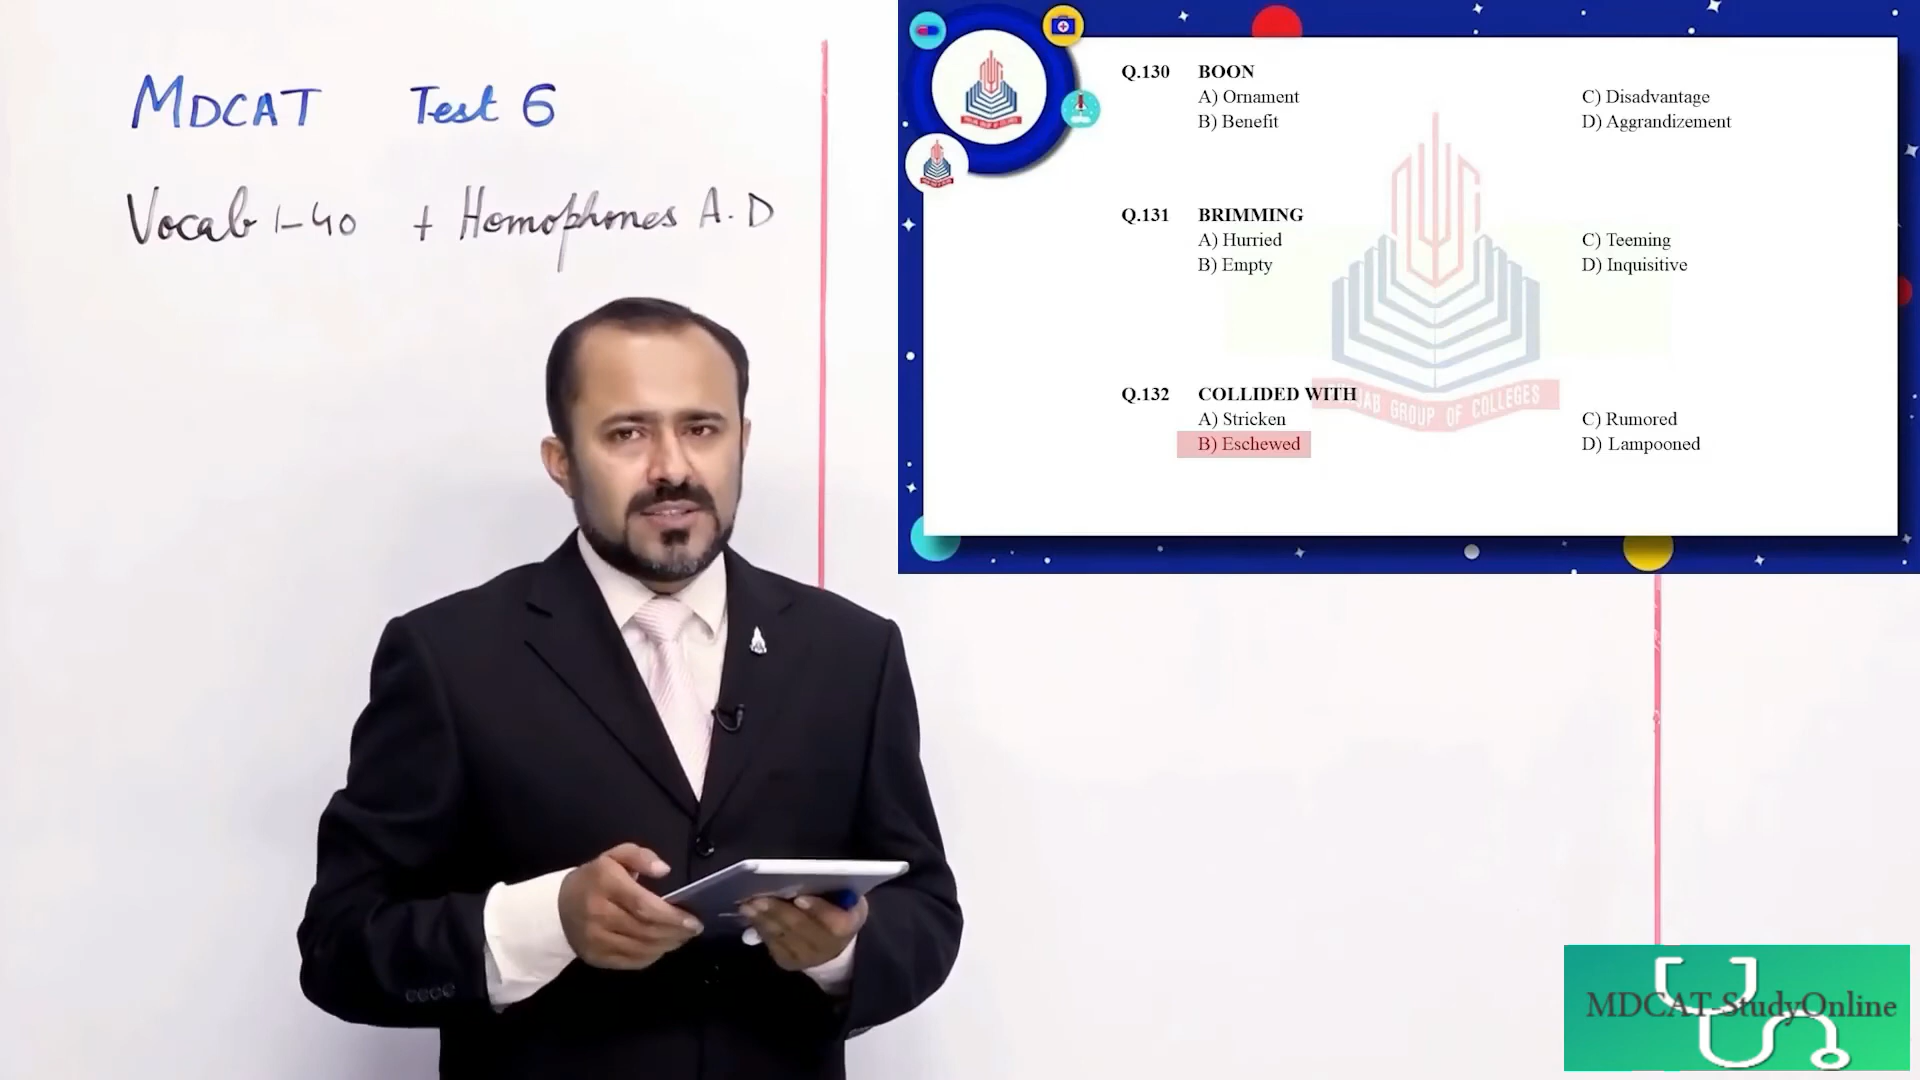 MDCAT Test 6
Vocab 1-40 + Homophones A.D
Q.130 BOON
A) Ornament C) Disadvantage
B) Benefit D) Aggrandizement
Q.131 BRIMMING
A) Hurried C) Teeming
B) Empty D) Inquisitive
Q.132 COLLIDED WITH
A) Stricken C) Rumored
B) Eschewed D) Lampooned
GROUP OF COLLEGES
MDCAT StudyOnline